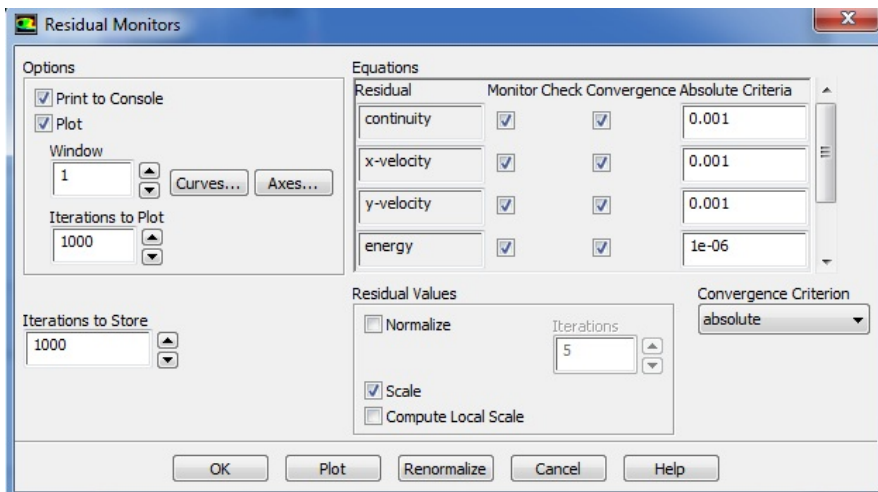 Residual Monitors
X
Options
Print to Console
Plot
Window
1
Curves... Axes...
Iterations to Plot
1000
Iterations to Store
1000
Equations
Residual Monitor Check Convergence Absolute Criteria
continuity 0.001
x-velocity 0.001
y-velocity 0.001
energy 1e-06
Residual Values
Normalize
Iterations
5
Scale
Compute Local Scale
Convergence Criterion
absolute
OK Plot Renormalize Cancel Help